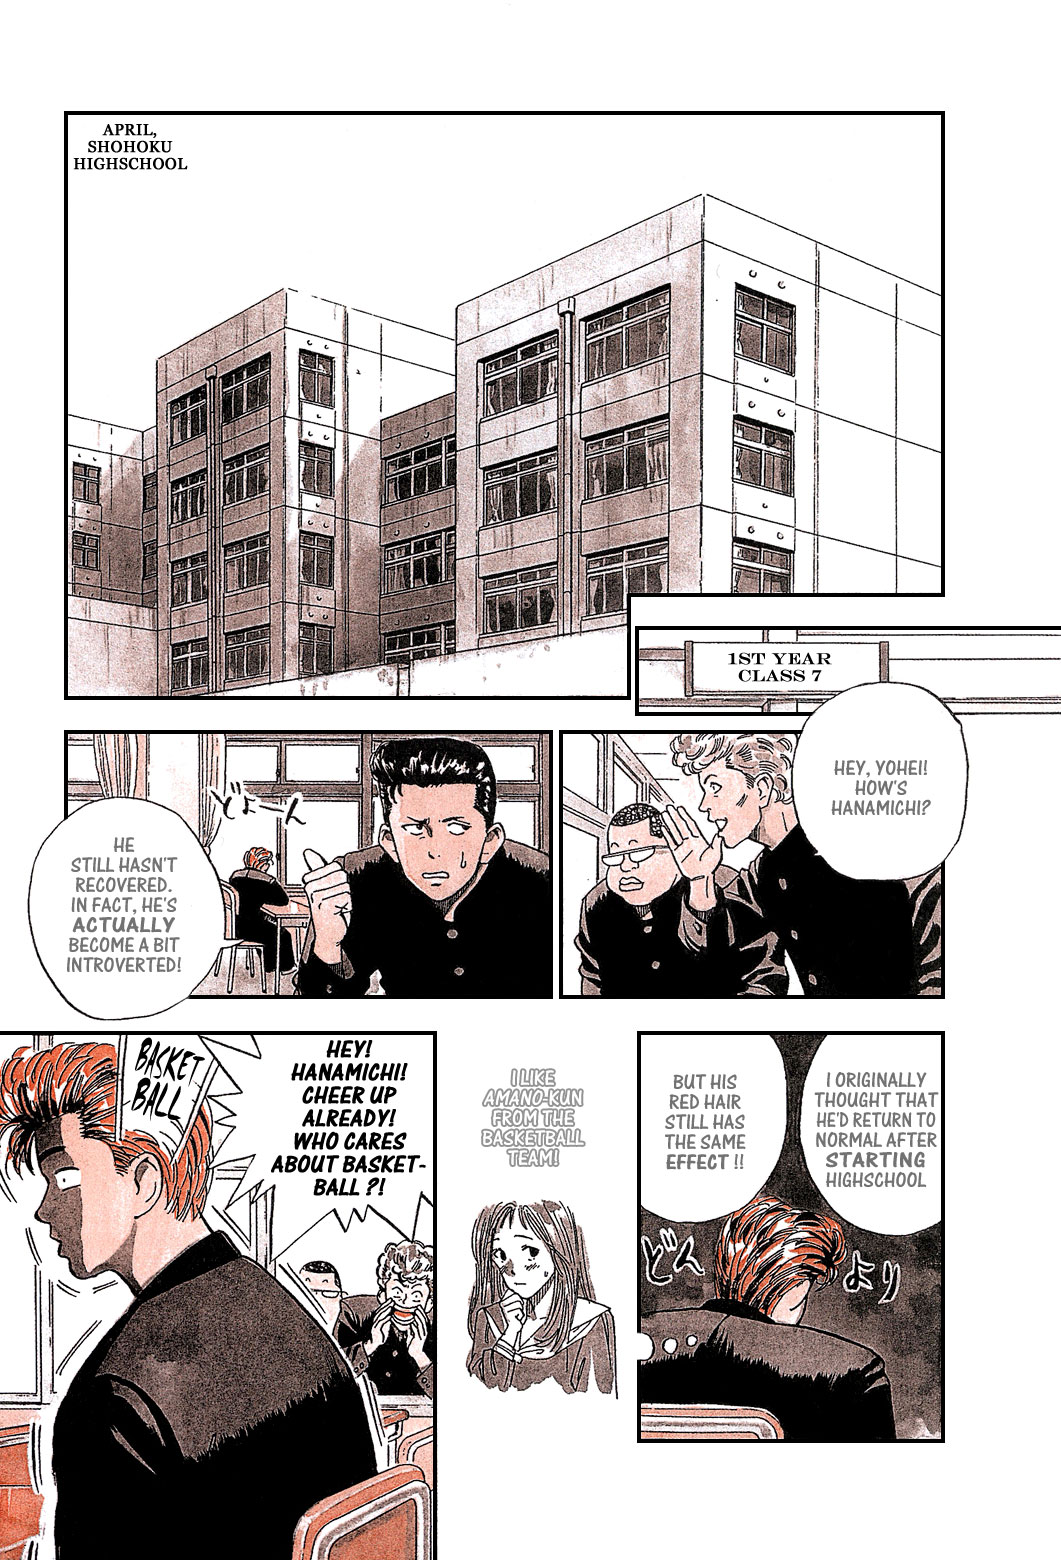 APRIL,
SHOHOKU
HIGHSCHOOL
1ST YEAR
CLASS 7
HEY, YOHEI!
HOW'S
HANAMICHI?
どよーん
HE
STILL HASN'T
RECOVERED.
IN FACT, HE'S
ACTUALLY
BECOME A BIT
INTROVERTED!
I ORIGINALLY
THOUGHT THAT
HE'D RETURN TO
NORMAL AFTER
STARTING
HIGHSCHOOL
BUT HIS
RED HAIR
STILL HAS
THE SAME
EFFECT !!
どん
より
I LIKE
AMANO-KUN
FROM THE
BASKETBALL
TEAM!
HEY!
HANAMICHI!
CHEER UP
ALREADY!
WHO CARES
ABOUT BASKET-
BALL ?!
BASKET
BALL